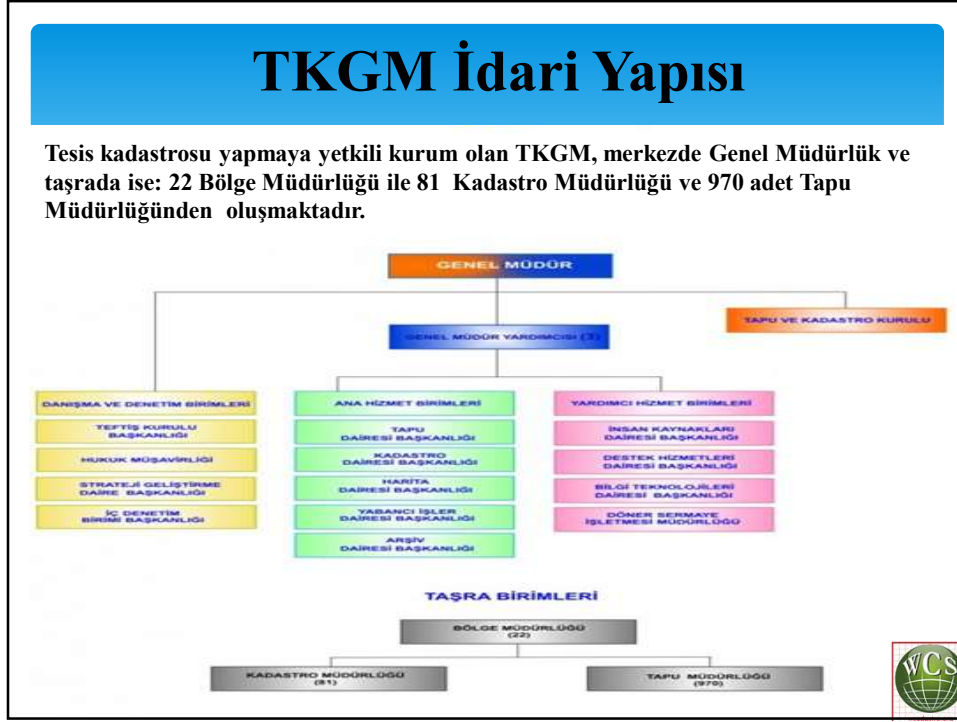 TKGM İdari Yapısı
Tesis kadastrosu yapmaya yetkili kurum olan TKGM, merkezde Genel Müdürlük ve
taşrada ise: 22 Bölge Müdürlüğü ile 81 Kadastro Müdürlüğü ve 970 adet Tapu
Müdürlüğünden oluşmaktadır.
GENEL MÜDÜR
TAPU VE KADASTRO KURULU
GENEL MÜDÜR YARDIMCISI (3)
DANIŞMA VE DENETİM BİRİMLERİ
TEFTİŞ KURULU
BAŞKANLIĞI
HUKUK MÜŞAVİRLİĞİ
STRATEJİ GELİŞTİRME
DAİRE BAŞKANLIĞI
İÇ DENETİM
BİRİMİ BAŞKANLIĞI
ANA HİZMET BİRİMLERİ
TAPU
DAİRESİ BAŞKANLIĞI
KADASTRO
DAİRESİ BAŞKANLIĞI
HARİTA
DAİRESİ BAŞKANLIĞI
YABANCI İŞLER
DAİRESİ BAŞKANLIĞI
ARŞİV
DAİRESİ BAŞKANLIĞI
YARDIMCI HİZMET BİRİMLERİ
İNSAN KAYNAKLARI
DAİRESİ BAŞKANLIĞI
DESTEK HİZMETLERİ
DAİRESİ BAŞKANLIĞI
BİLGİ TEKNOLOJİLERİ
DAİRESİ BAŞKANLIĞI
DÖNER SERMAYE
İŞLETMESİ MÜDÜRLÜĞÜ
TAŞRA BİRİMLERİ
BÖLGE MÜDÜRLÜĞÜ
(22)
KADASTRO MÜDÜRLÜĞÜ
(81)
TAPU MÜDÜRLÜĞÜ
(970)
WCS